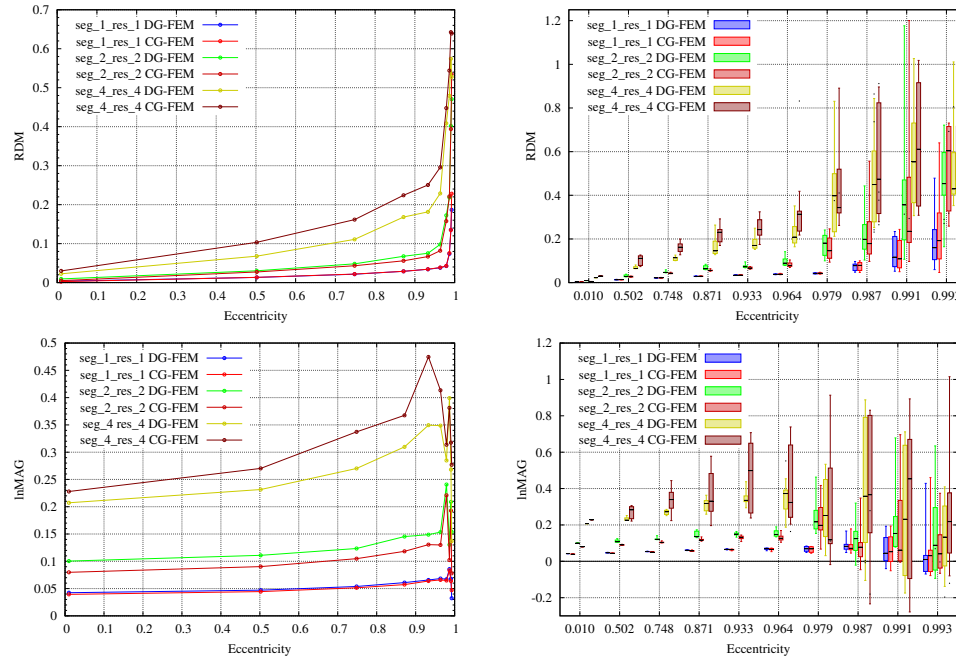 0.7
0.6
0.5
0.4
0.3
0.2
0.1
0
RDM
seg_1_res_1 DG-FEM
seg_1_res_1 CG-FEM
seg_2_res_2 DG-FEM
seg_2_res_2 CG-FEM
seg_4_res_4 DG-FEM
seg_4_res_4 CG-FEM
0 0.1 0.2 0.3 0.4 0.5 0.6 0.7 0.8 0.9 1
Eccentricity
1.2
1
0.8
0.6
0.4
0.2
0
RDM
seg_1_res_1 DG-FEM
seg_1_res_1 CG-FEM
seg_2_res_2 DG-FEM
seg_2_res_2 CG-FEM
seg_4_res_4 DG-FEM
seg_4_res_4 CG-FEM
0.010 0.502 0.748 0.871 0.933 0.964 0.979 0.987 0.991 0.993
Eccentricity
0.5
0.45
0.4
0.35
0.3
0.25
0.2
0.15
0.1
0.05
0
lnMAG
seg_1_res_1 DG-FEM
seg_1_res_1 CG-FEM
seg_2_res_2 DG-FEM
seg_2_res_2 CG-FEM
seg_4_res_4 DG-FEM
seg_4_res_4 CG-FEM
0 0.1 0.2 0.3 0.4 0.5 0.6 0.7 0.8 0.9 1
Eccentricity
1.2
1
0.8
0.6
0.4
0.2
0
-0.2
lnMAG
seg_1_res_1 DG-FEM
seg_1_res_1 CG-FEM
seg_2_res_2 DG-FEM
seg_2_res_2 CG-FEM
seg_4_res_4 DG-FEM
seg_4_res_4 CG-FEM
0.010 0.502 0.748 0.871 0.933 0.964 0.979 0.987 0.991 0.993
Eccentricity